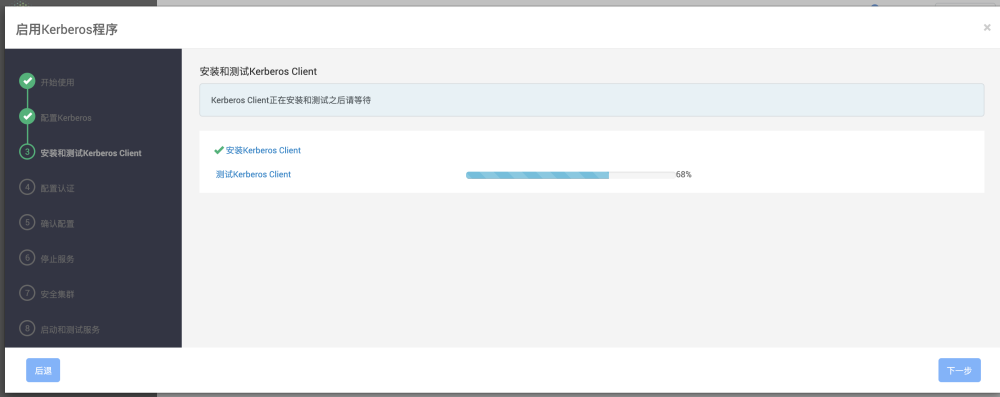 启用Kerberos程序
×
开始使用
配置Kerberos
3 安装和测试Kerberos Client
4 配置认证
5 确认配置
6 停止服务
7 安全集群
8 启动和测试服务
安装和测试Kerberos Client
Kerberos Client正在安装和测试之后请等待
安装Kerberos Client
测试Kerberos Client 68%
后退
下一步